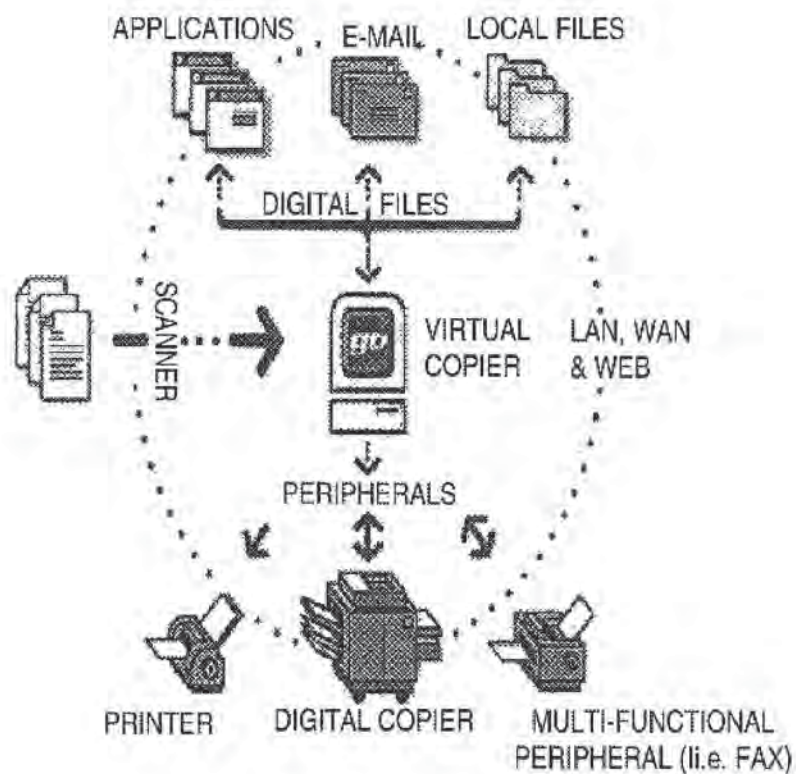 APPLICATIONS
E-MAIL
LOCAL FILES
DIGITAL FILES
SCANNER
go
VIRTUAL
COPIER
LAN, WAN
& WEB
PERIPHERALS
PRINTER
DIGITAL COPIER
MULTI-FUNCTIONAL
PERIPHERAL (Ii.e. FAX)